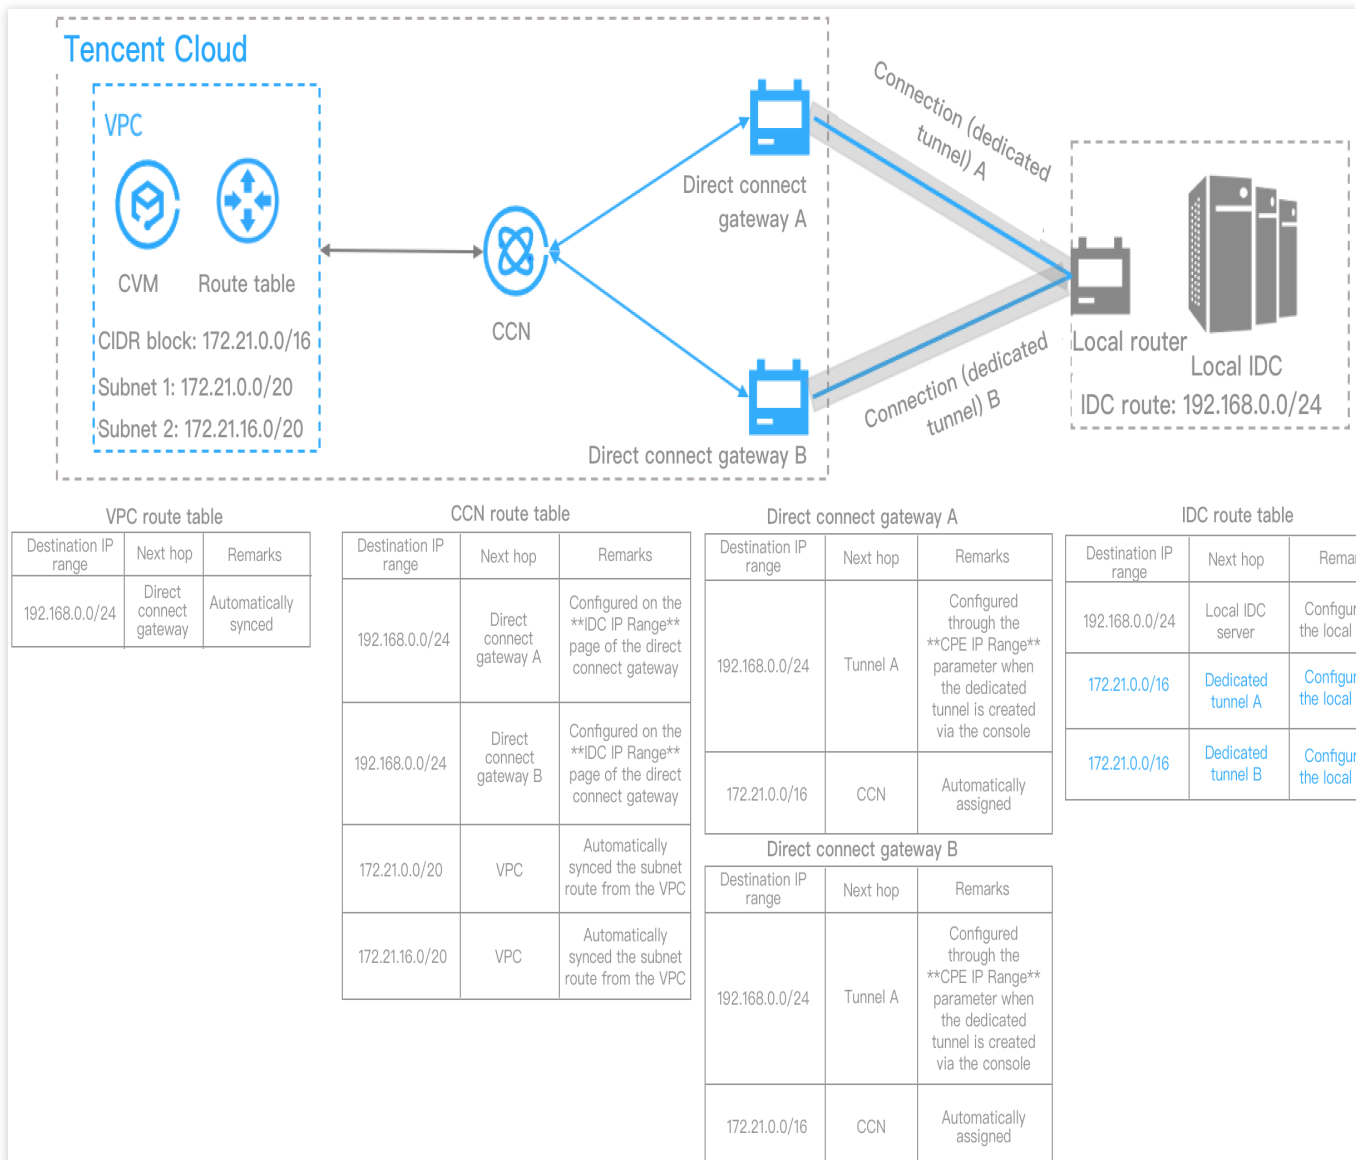 Tencent Cloud
VPC
CVM
Route table
CIDR block: 172.21.0.0/16
Subnet 1: 172.21.0.0/20
Subnet 2: 172.21.16.0/20
CCN
Direct connect
gateway A
Direct connect gateway B
Connection (dedicated
tunnel) A
Connection (dedicated
tunnel) B
Local router
Local IDC
IDC route: 192.168.0.0/24
VPC route table
Destination IP
range
Next hop
Remarks
192.168.0.0/24
Direct
connect
gateway
Automatically
synced
CCN route table
Destination IP
range
Next hop
Remarks
192.168.0.0/24
Direct
connect
gateway A
Configured on the
**IDC IP Range**
page of the direct
connect gateway
192.168.0.0/24
Direct
connect
gateway B
Configured on the
**IDC IP Range**
page of the direct
connect gateway
172.21.0.0/20
VPC
Automatically
synced the subnet
route from the VPC
172.21.16.0/20
VPC
Automatically
synced the subnet
route from the VPC
Direct connect gateway A
Destination IP
range
Next hop
Remarks
192.168.0.0/24
Tunnel A
Configured
through the
**CPE IP Range**
parameter when
the dedicated
tunnel is created
via the console
172.21.0.0/16
CCN
Automatically
assigned
Direct connect gateway B
Destination IP
range
Next hop
Remarks
192.168.0.0/24
Tunnel A
Configured
through the
**CPE IP Range**
parameter when
the dedicated
tunnel is created
via the console
172.21.0.0/16
CCN
Automatically
assigned
IDC route table
Destination IP
range
Next hop
192.168.0.0/24
Local IDC
server
the local
172.21.0.0/16
Dedicated
tunnel A
the local
172.21.0.0/16
Dedicated
tunnel B
the local